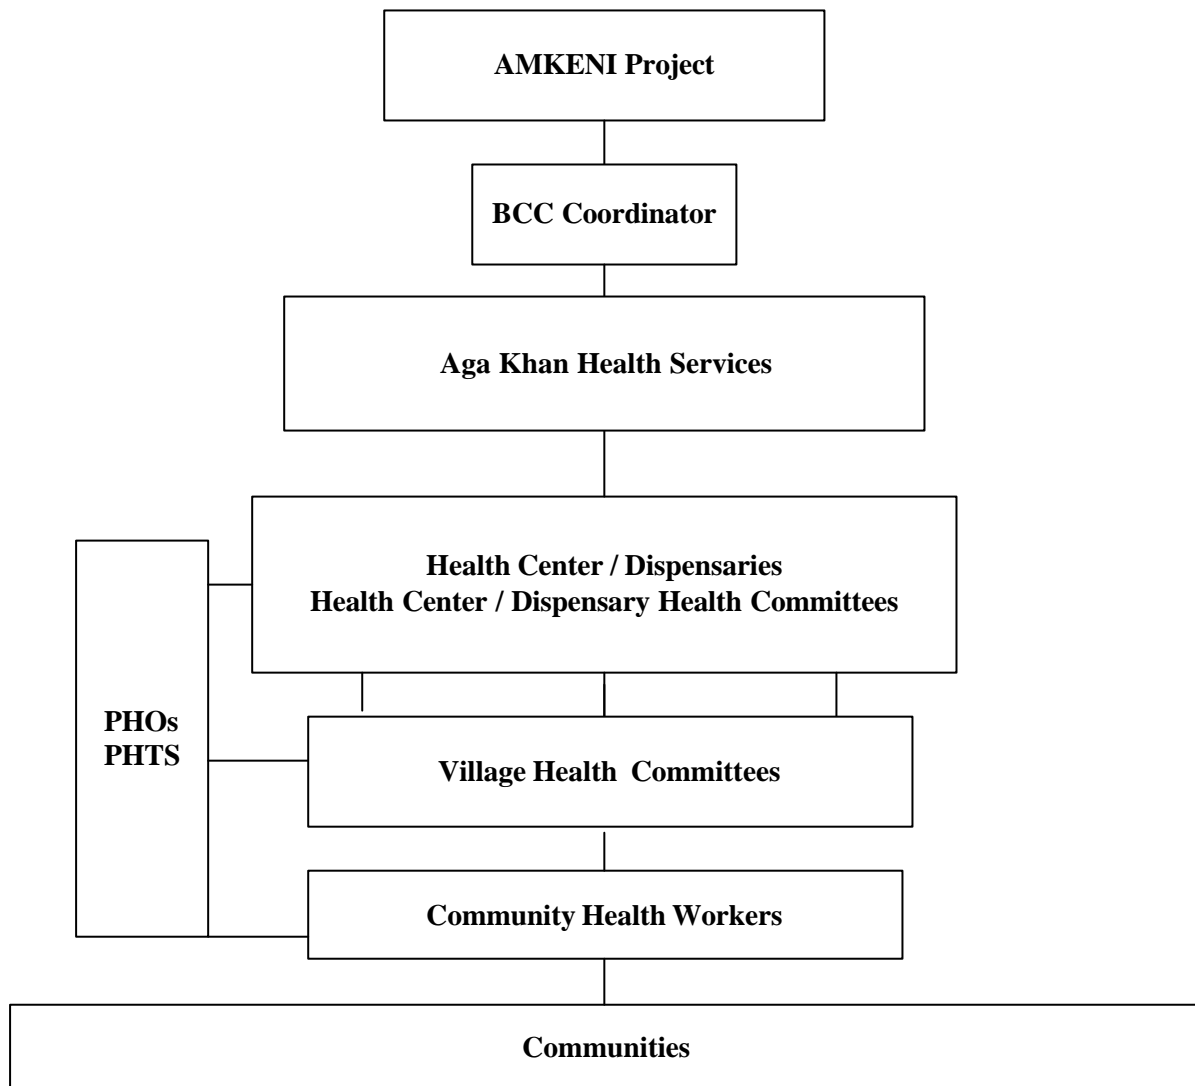 AMKENI Project
BCC Coordinator
Aga Khan Health Services
Health Center / Dispensaries
Health Center / Dispensary Health Committees
PHOs
PHTS
Village Health Committees
Community Health Workers
Communities